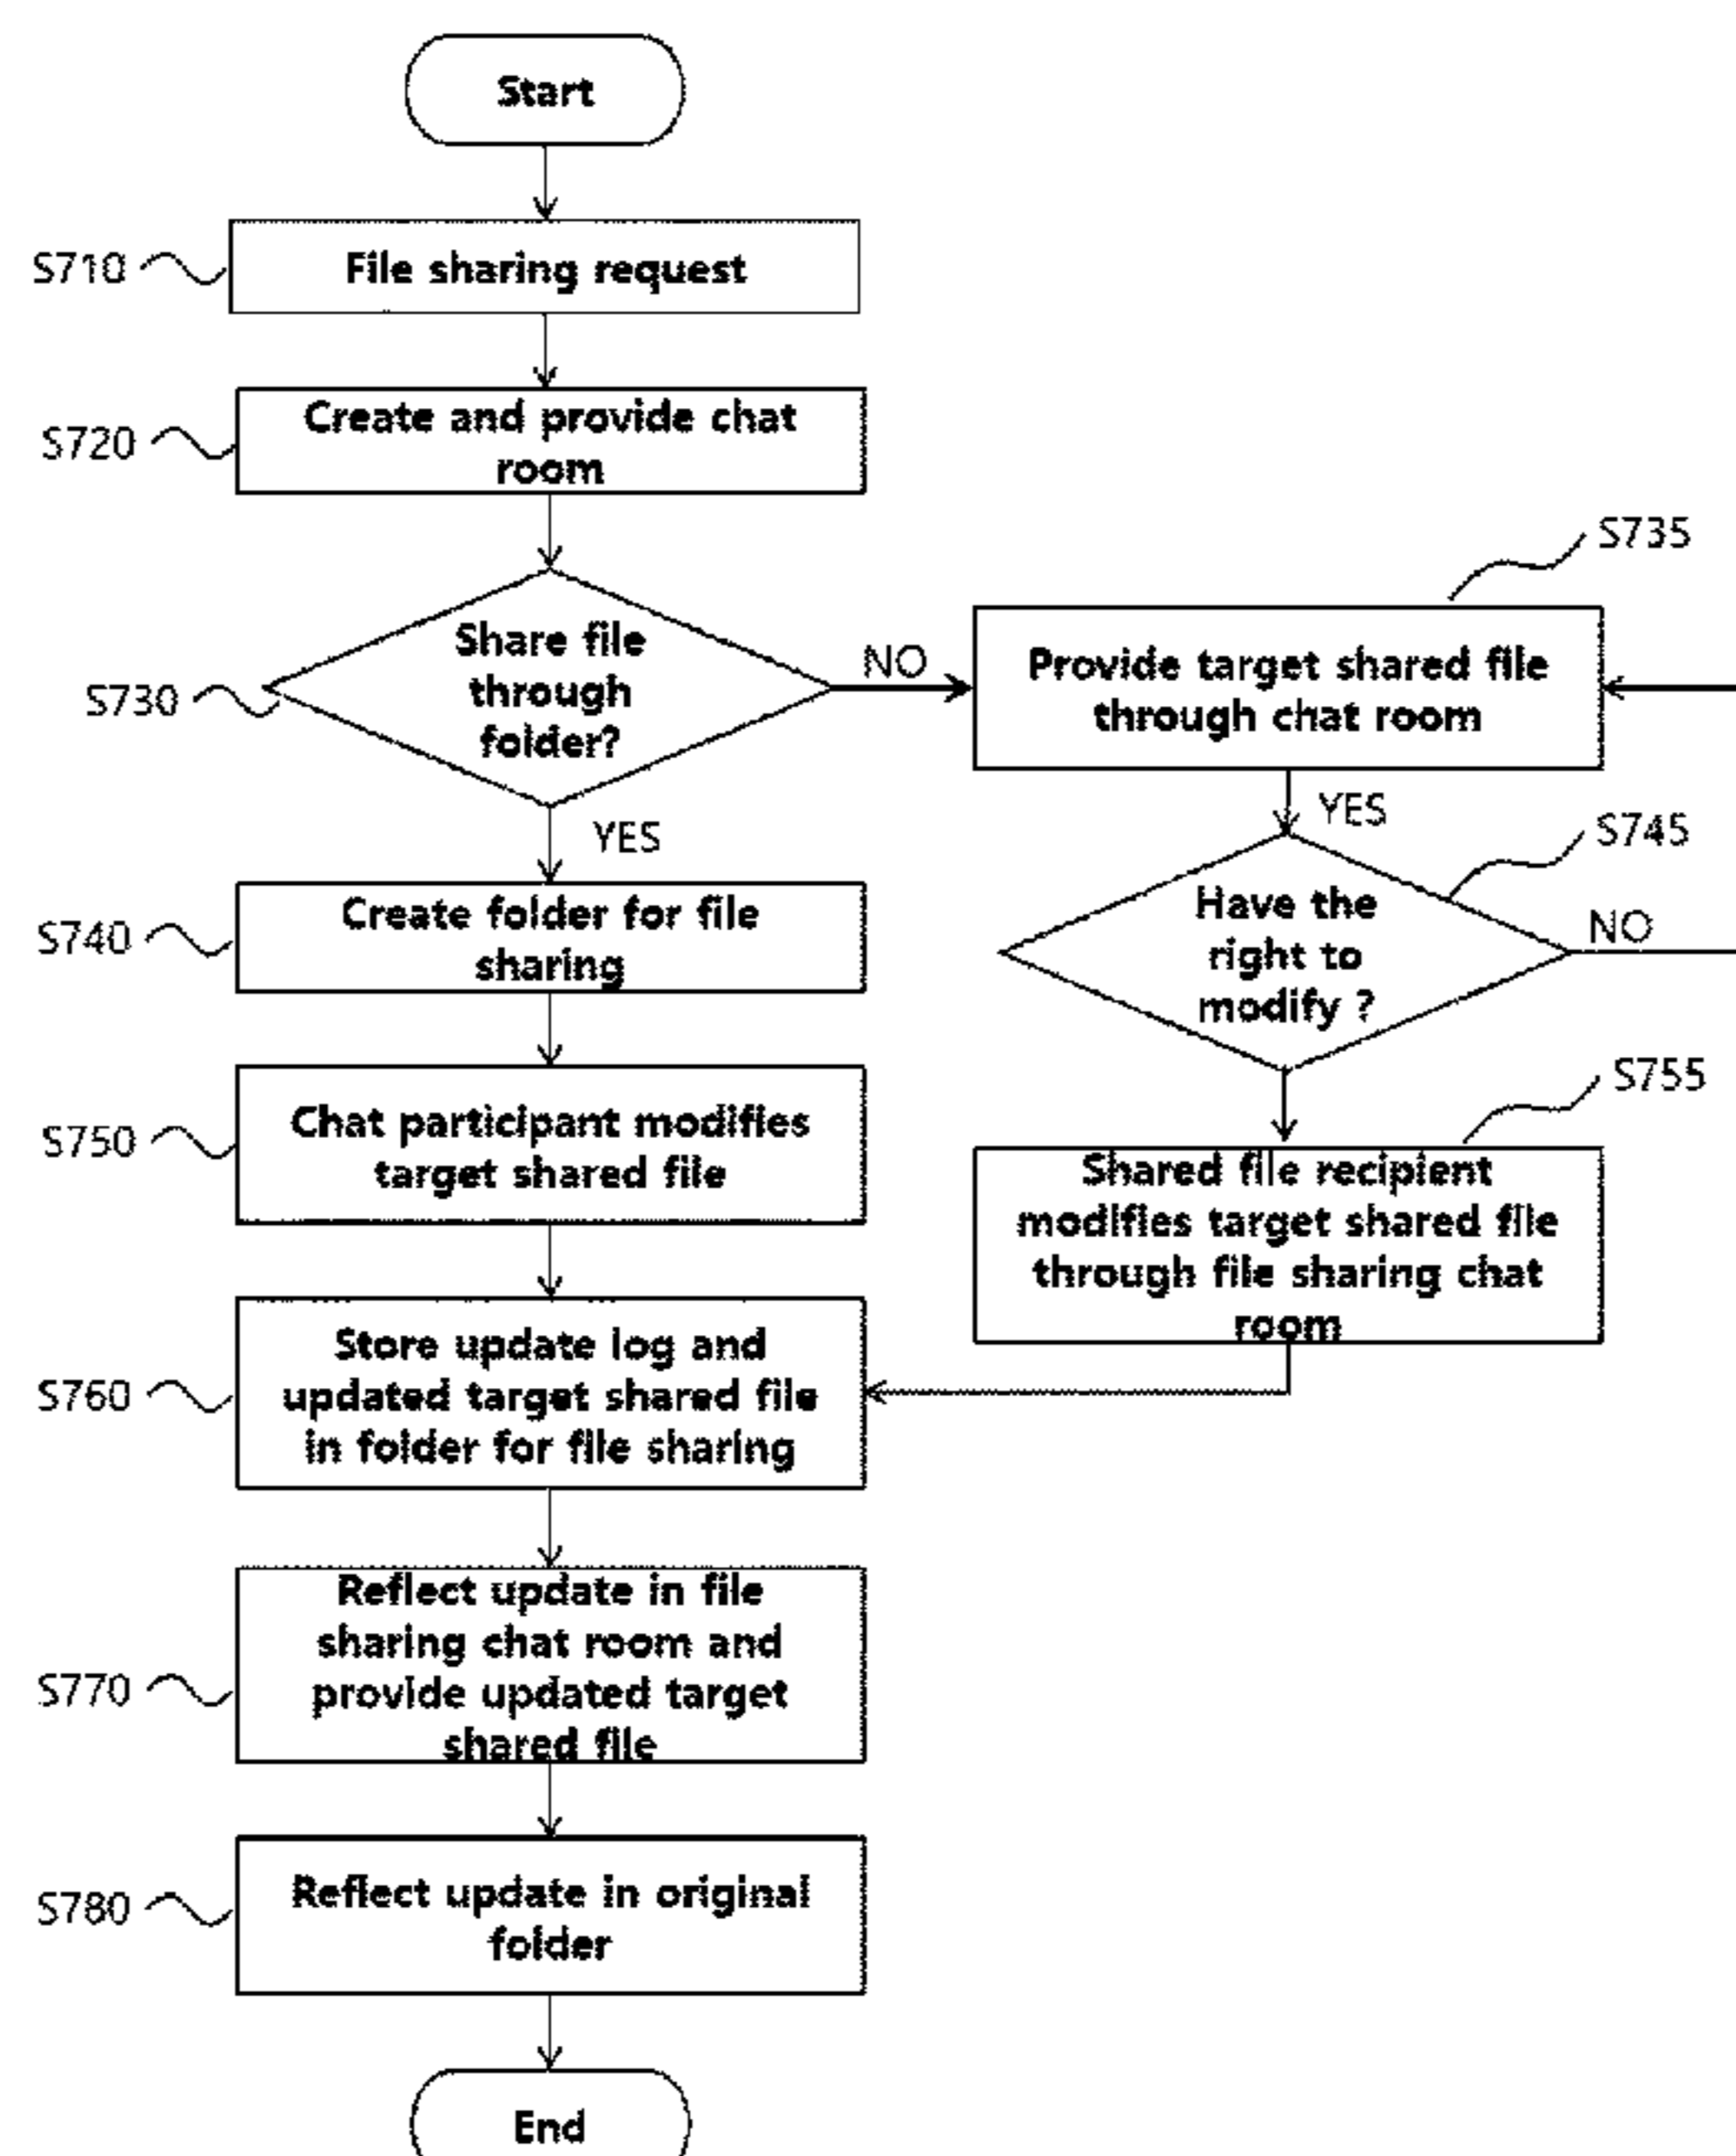 Start
S710
File sharing request
S720
Create and provide chat
room
S730
Share file
through
folder?
NO
YES
S735
Provide target shared file
through chat room
YES
S745
Have the
right to
modify ?
NO
S740
Create folder for file
sharing
S750
Chat participant modifies
target shared file
S755
Shared file recipient
modifies target shared file
through file sharing chat
room
S760
Store update log and
updated target shared file
in folder for file sharing
S770
Reflect update in file
sharing chat room and
provide updated target
shared file
S780
Reflect update in original
folder
End